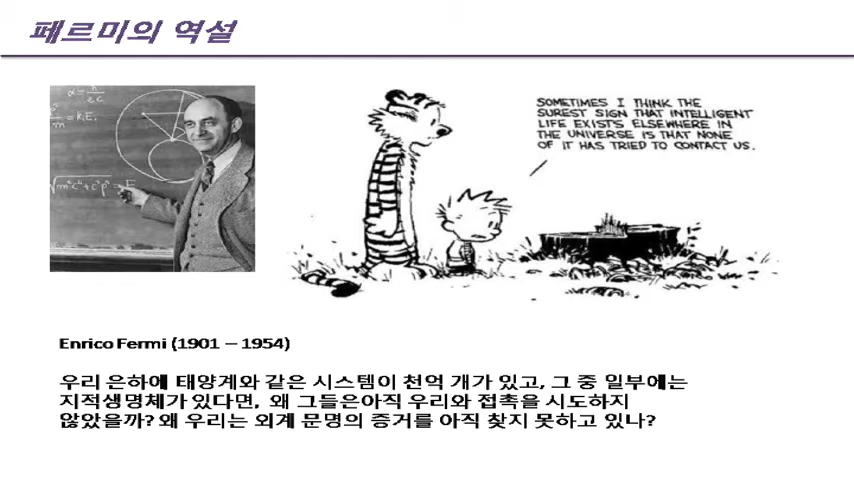 페르미의 역설
α = ħ/ec
= k₁E₁
√m²c⁴+c²p² = E
SOMETIMES I THINK THE
SUREST SIGN THAT INTELLIGENT
LIFE EXISTS ELSEWHERE IN
THE UNIVERSE IS THAT NONE
OF IT HAS TRIED TO CONTACT US.
Enrico Fermi (1901 – 1954)
우리 은하에 태양계와 같은 시스템이 천억 개가 있고, 그 중 일부에는
지적생명체가 있다면, 왜 그들은아직 우리와 접촉을 시도하지
않았을까? 왜 우리는 외계 문명의 증거를 아직 찾지 못하고 있나?